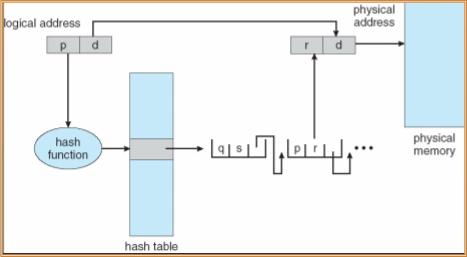 logical address
physical
address
p d
r d
hash
function
q s
p r
•••
physical
memory
hash table